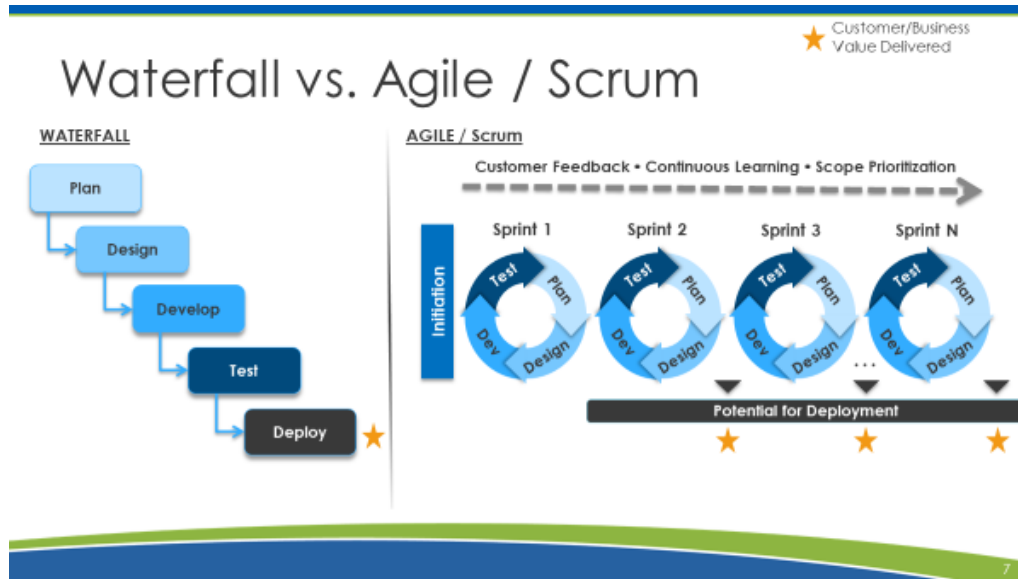 Customer/Business
Value Delivered
Waterfall vs. Agile / Scrum
WATERFALL
Plan
Design
Develop
Test
Deploy
AGILE / Scrum
Customer Feedback • Continuous Learning • Scope Prioritization
Initiation
Sprint 1
Test
Plan
Design
Dev
Sprint 2
Test
Plan
Design
Dev
Sprint 3
Test
Plan
Design
Dev
...
Sprint N
Test
Plan
Design
Dev
Potential for Deployment
7